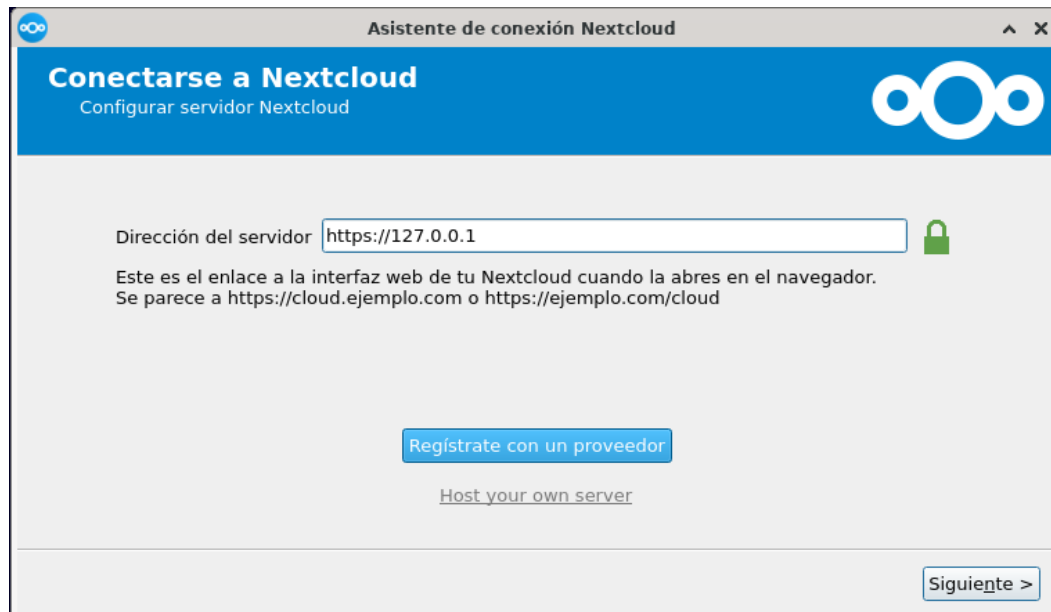 Asistente de conexión Nextcloud
Conectarse a Nextcloud
Configurar servidor Nextcloud
Dirección del servidor https://127.0.0.1
Este es el enlace a la interfaz web de tu Nextcloud cuando la abres en el navegador.
Se parece a https://cloud.ejemplo.com o https://ejemplo.com/cloud
Regístrate con un proveedor
Host your own server
Siguiente >